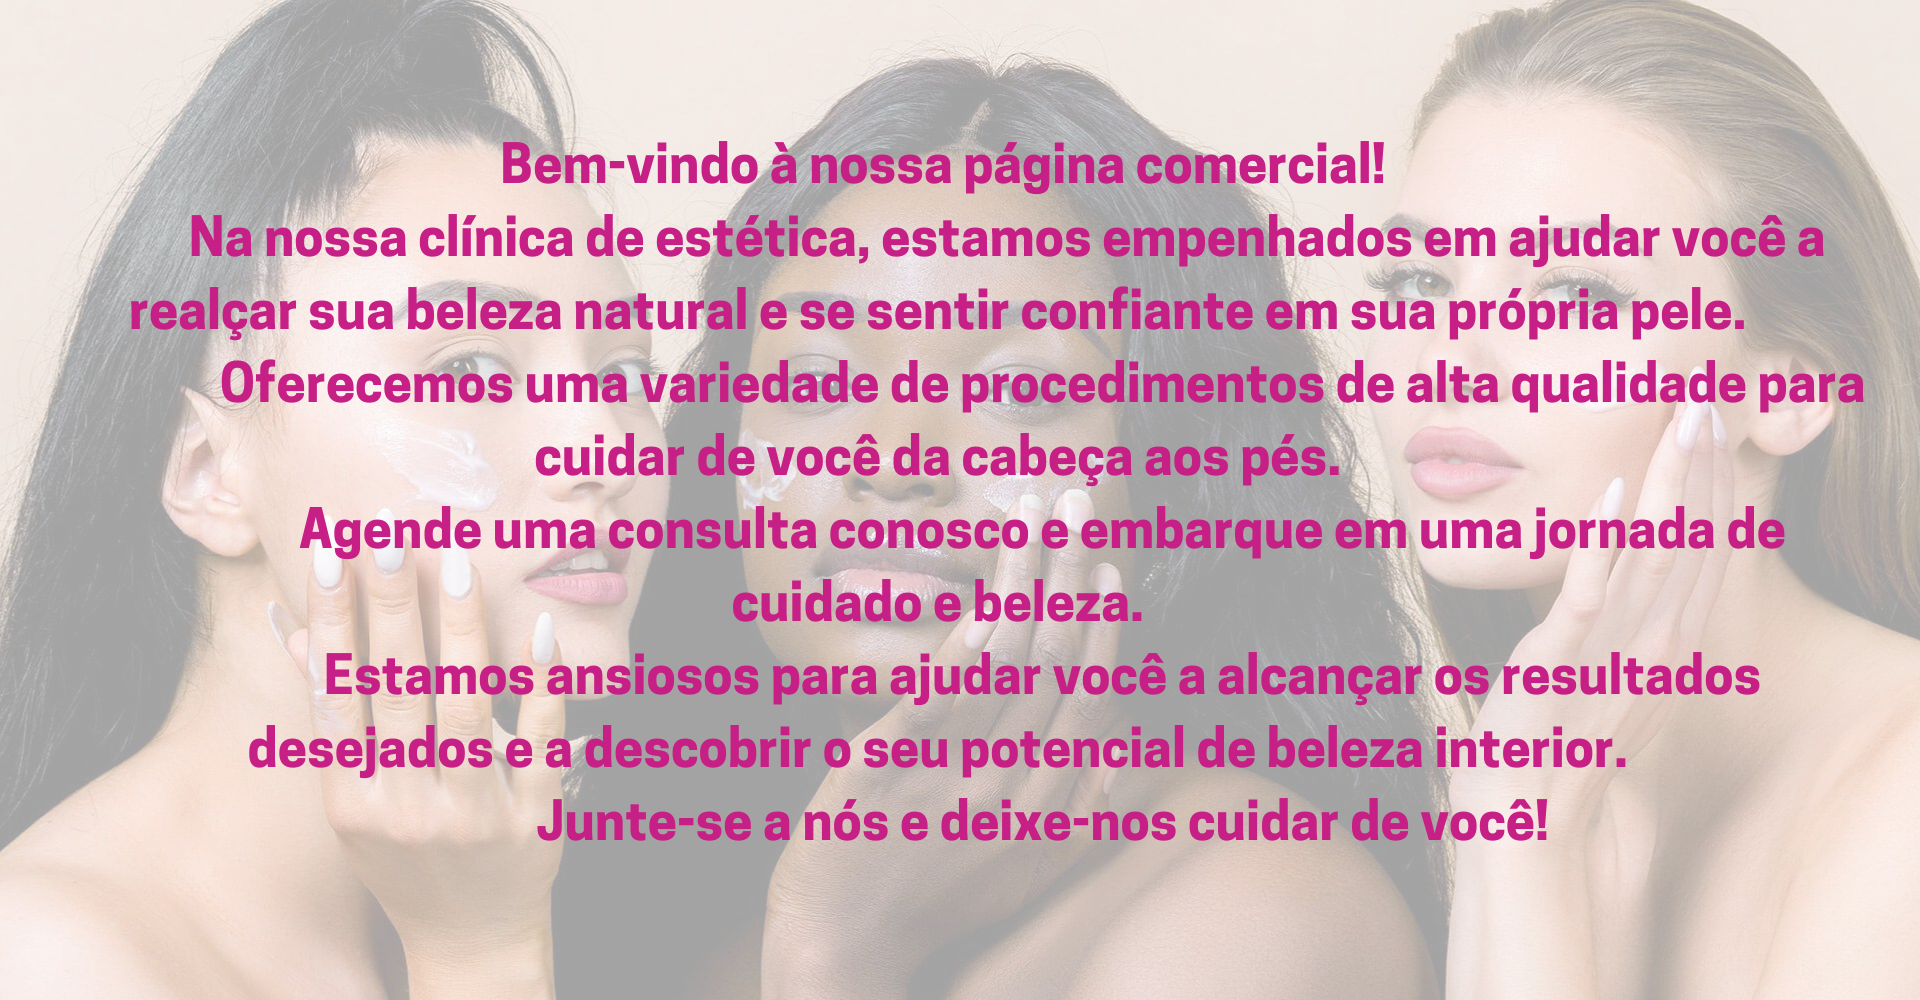 Bem-vindo à nossa página comercial!
Na nossa clínica de estética, estamos empenhados em ajudar você a
realçar sua beleza natural e se sentir confiante em sua própria pele.
Oferecemos uma variedade de procedimentos de alta qualidade para
cuidar de você da cabeça aos pés.
Agende uma consulta conosco e embarque em uma jornada de
cuidado e beleza.
Estamos ansiosos para ajudar você a alcançar os resultados
desejados e a descobrir o seu potencial de beleza interior.
Junte-se a nós e deixe-nos cuidar de você!